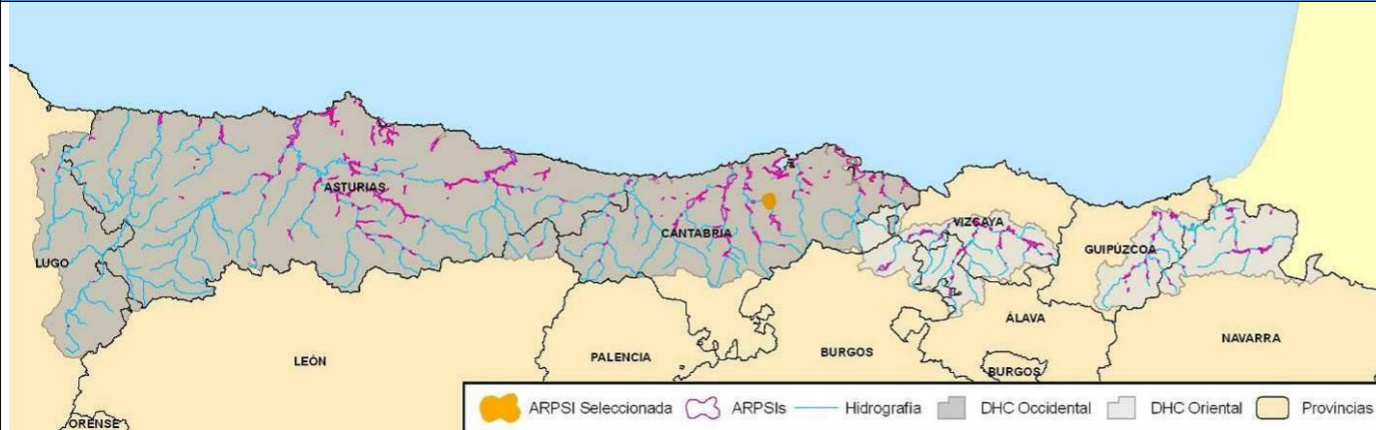 ASTURIAS
CANTABRIA
VIZCAYA
GUIPÚZCOA
LUGO
ÁLAVA
NAVARRA
LEÓN
PALENCIA
BURGOS
BURGOS
ORENSE
ARPSI Seleccionada ARPSIs Hidrografía DHC Occidental DHC Oriental Provincias